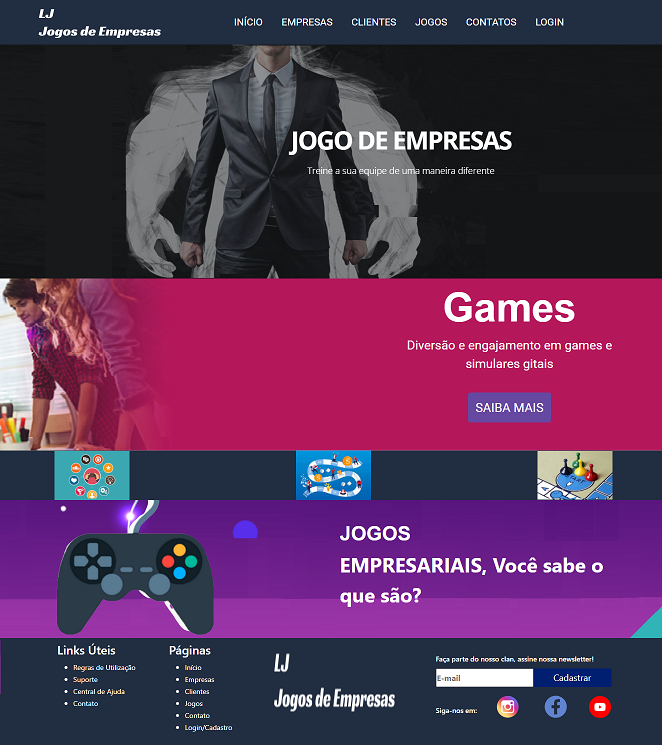 LJ
Jogos de Empresas
INÍCIO EMPRESAS CLIENTES JOGOS CONTATOS LOGIN
JOGO DE EMPRESAS
Treine a sua equipe de uma maneira diferente
Games
Diversão e engajamento em games e
simulares gitais
SAIBA MAIS
JOGOS
EMPRESARIAIS, Você sabe o
que são?
Links Úteis
Regras de Utilização
Suporte
Central de Ajuda
Contato
Páginas
Início
Empresas
Clientes
Jogos
Contato
Login/Cadastro
LJ
Jogos de Empresas
Faça parte do nosso clan, assine nossa newsletter!
E-mail
Cadastrar
Siga-nos em: